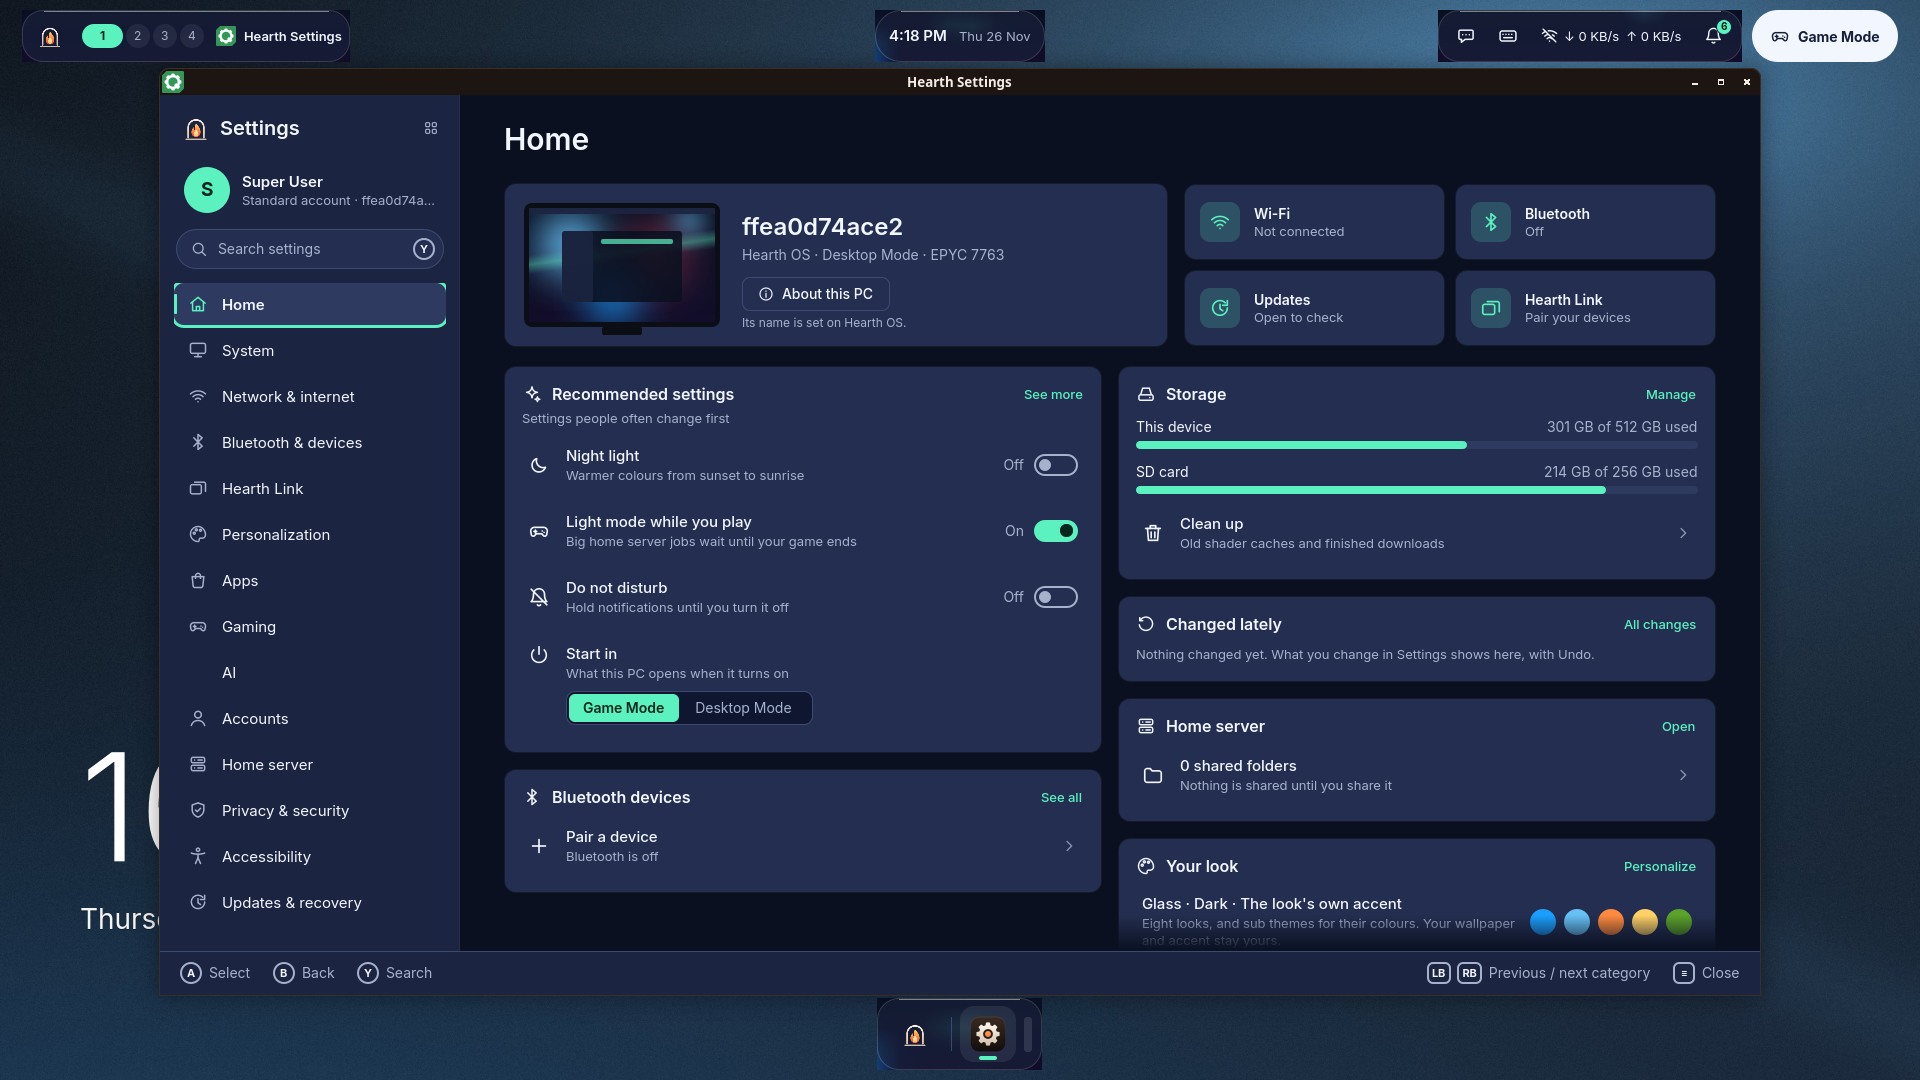 1 2 3 4 Hearth Settings
4:18 PM Thu 26 Nov
0 KB/s 0 KB/s
6
Game Mode
Hearth Settings
Settings
S
Super User
Standard account · ffea0d74a...
Search settings
Y
Home
System
Network & internet
Bluetooth & devices
Hearth Link
Personalization
Apps
Gaming
AI
Accounts
Home server
Privacy & security
Accessibility
Updates & recovery
Home
ffea0d74ace2
Hearth OS · Desktop Mode · EPYC 7763
About this PC
Its name is set on Hearth OS.
Wi-Fi
Not connected
Bluetooth
Off
Updates
Open to check
Hearth Link
Pair your devices
Recommended settings
See more
Settings people often change first
Night light
Warmer colours from sunset to sunrise
Off
Light mode while you play
Big home server jobs wait until your game ends
On
Do not disturb
Hold notifications until you turn it off
Off
Start in
What this PC opens when it turns on
Game Mode Desktop Mode
Bluetooth devices
See all
Pair a device
Bluetooth is off
Storage
Manage
This device
301 GB of 512 GB used
SD card
214 GB of 256 GB used
Clean up
Old shader caches and finished downloads
Changed lately
All changes
Nothing changed yet. What you change in Settings shows here, with Undo.
Home server
Open
0 shared folders
Nothing is shared until you share it
Your look
Personalize
Glass · Dark · The look's own accent
Eight looks, and sub themes for their colours. Your wallpaper
and accent stay yours.
A Select B Back Y Search
LB RB Previous / next category Close